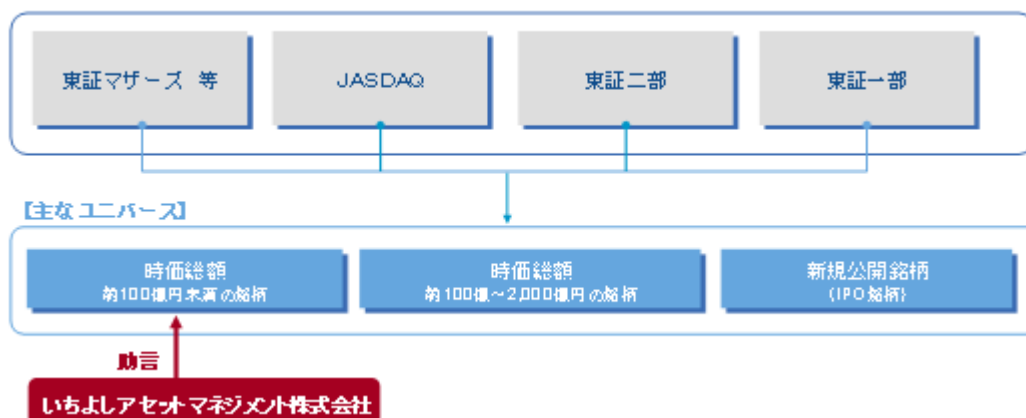 東証マザーズ 等
JASDAQ
東証二部
東証一部
【主なユニバース】
時価総額
約100億円未満の銘柄
時価総額
約100億~2,000億円の銘柄
新規公開銘柄
(IPO銘柄)
助言
いちよしアセットマネジメント株式会社